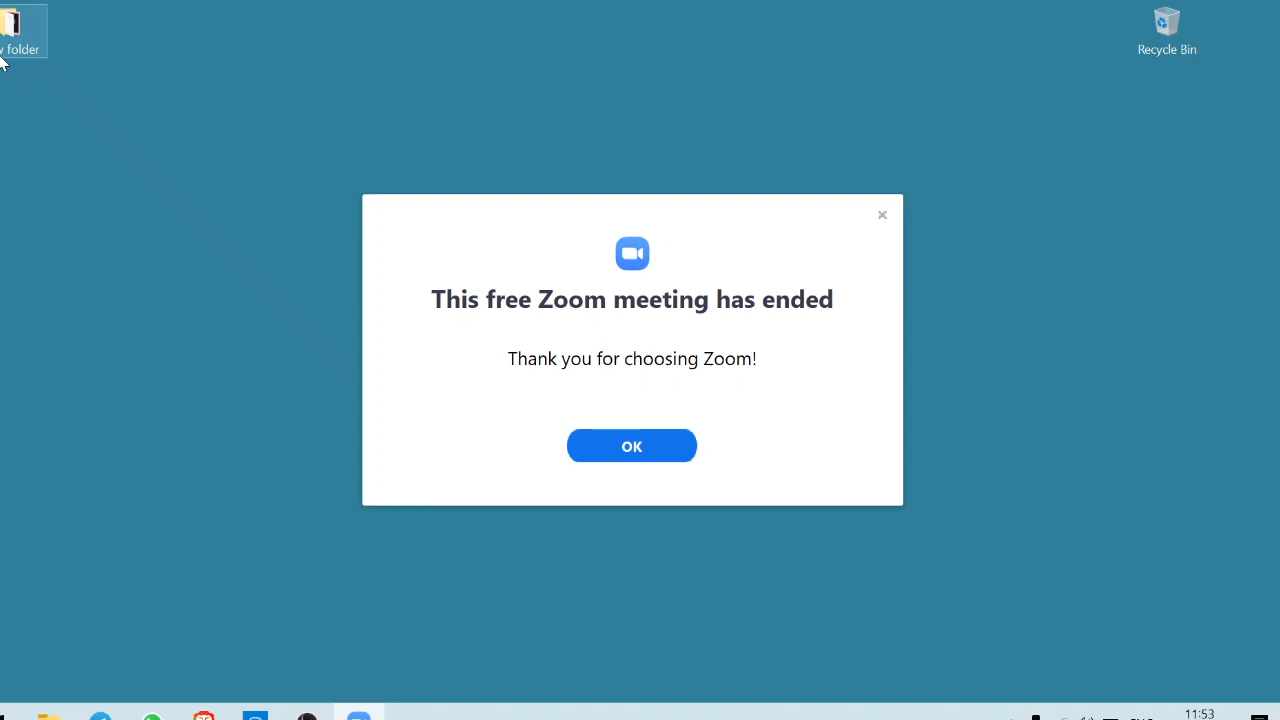 w folder
Recycle Bin
This free Zoom meeting has ended
Thank you for choosing Zoom!
OK
11:53